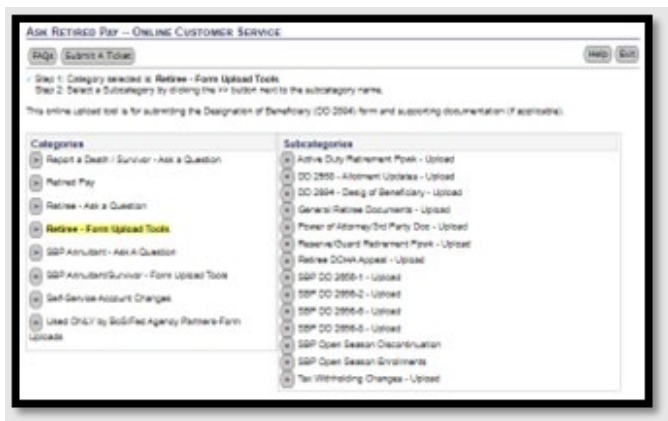 ASK RETIRED PAY -- ONLINE CUSTOMER SERVICE
FAQs Submit A Ticket Help Exit
Step 1: Category selected is Retiree - Form Upload Tools.
Step 2: Select a Subcategory by clicking the >> button next to the subcategory name.
This online upload tool is for submitting the Designation of Beneficiary (DD 2894) form and supporting documentation (if applicable).
Categories
Report a Death / Survivor - Ask a Question
Retired Pay
Retiree - Ask a Question
Retiree - Form Upload Tools
SBP Annuitant - Ask A Question
SBP Annuitant/Survivor - Form Upload Tools
Self-Service Account Changes
Used ONLY by BoS/Fed Agency Partners-Form
Uploads
Subcategories
Active Duty Retirement Ppwk - Upload
DD 2558 - Allotment Updates - Upload
DD 2894 - Desig of Beneficiary - Upload
General Retiree Documents - Upload
Power of Attorney/3rd Party Doc - Upload
Reserve/Guard Retirement Ppwk - Upload
Retiree DOHA Appeal - Upload
SBP DD 2656-1 - Upload
SBP DD 2656-2 - Upload
SBP DD 2656-6 - Upload
SBP DD 2656-8 - Upload
SBP Open Season Discontinuation
SBP Open Season Enrollments
Tax Withholding Changes - Upload